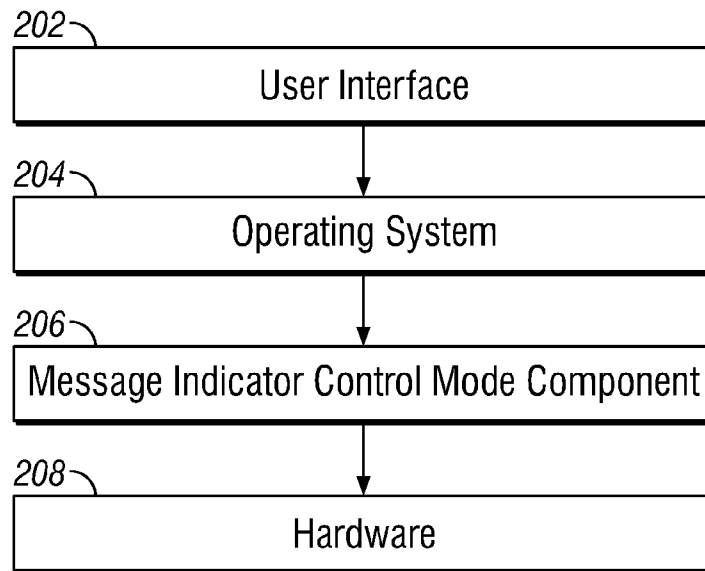 202
User Interface
204
Operating System
206
Message Indicator Control Mode Component
208
Hardware